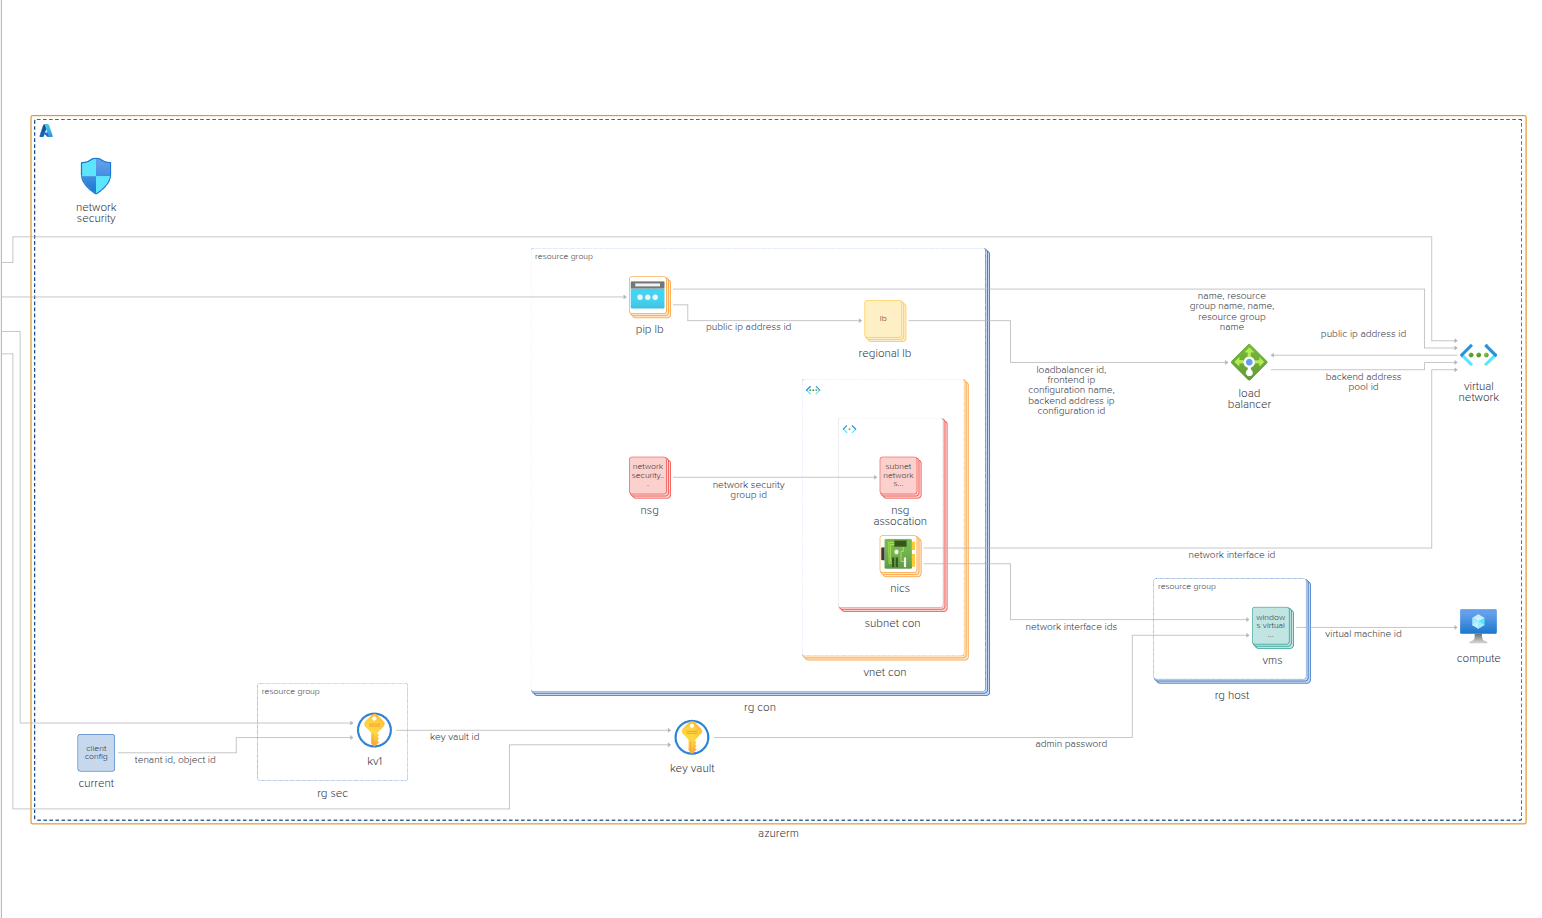 network
security
resource group
pip lb
public ip address id
lb
regional lb
name, resource
group name, name,
resource group
name
public ip address id
loadbalancer id,
frontend ip
configuration name,
backend address ip
configuration id
load
balancer
backend address
pool id
virtual
network
network
security..
.
nsg
network security
group id
subnet
network
s...
nsg
assocation
nics
subnet con
vnet con
rg con
network interface id
network interface ids
resource group
window
s virtual
...
vms
rg host
virtual machine id
compute
resource group
client
config
current
tenant id, object id
kv1
rg sec
key vault id
key vault
admin password
azurerm